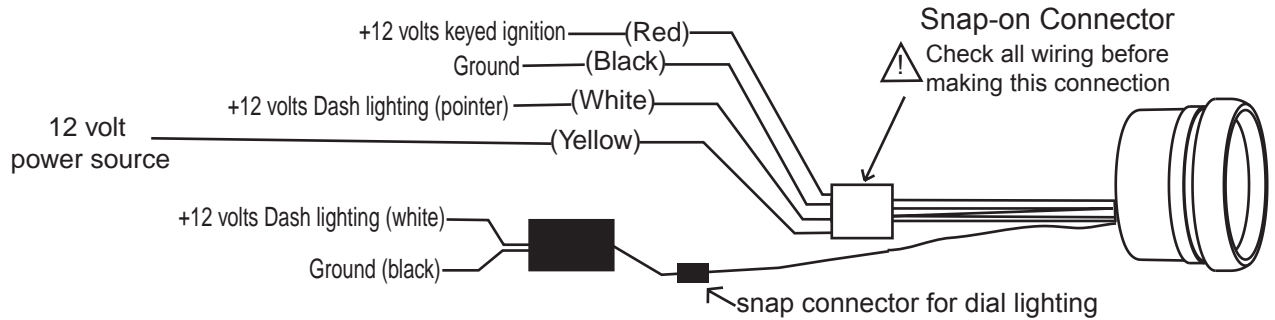 +12 volts keyed ignition (Red)
Ground (Black)
+12 volts Dash lighting (pointer) (White)
(Yellow)
12 volt
power source
+12 volts Dash lighting (white)
Ground (black)
Snap-on Connector
! Check all wiring before
making this connection
snap connector for dial lighting